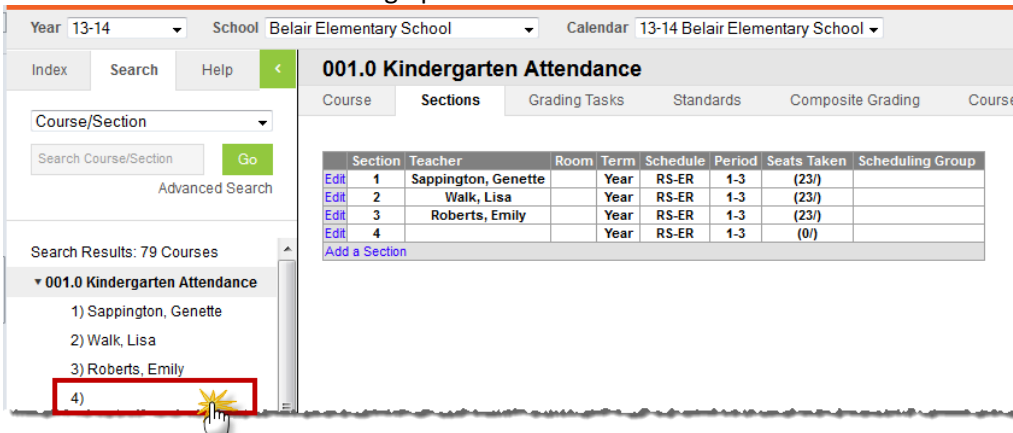 Year 13-14 School Belair Elementary School Calendar 13-14 Belair Elementary School
Index Search Help <
001.0 Kindergarten Attendance
Course Sections Grading Tasks Standards Composite Grading Course
Course/Section
Search Course/Section Go
Advanced Search
Section Teacher Room Term Schedule Period Seats Taken Scheduling Group
Edit 1 Sappington, Genette Year RS-ER 1-3 (23/)
Edit 2 Walk, Lisa Year RS-ER 1-3 (23/)
Edit 3 Roberts, Emily Year RS-ER 1-3 (23/)
Edit 4 Year RS-ER 1-3 (0/)
Add a Section
Search Results: 79 Courses
001.0 Kindergarten Attendance
1) Sappington, Genette
2) Walk, Lisa
3) Roberts, Emily
4)